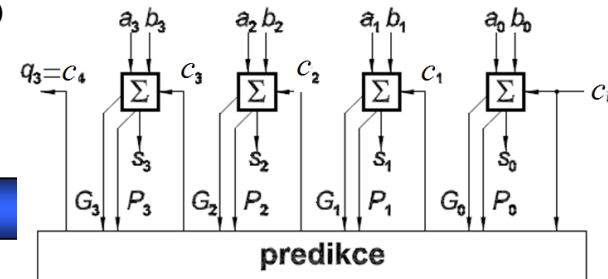 )
a₃ b₃ a₂ b₂ a₁ b₁ a₀ b₀
q₃=c₄ Σ c₃ Σ c₂ Σ c₁ Σ
s₃ s₂ s₁ s₀
G₃ P₃ G₂ P₂ G₁ P₁ G₀ P₀
predikce